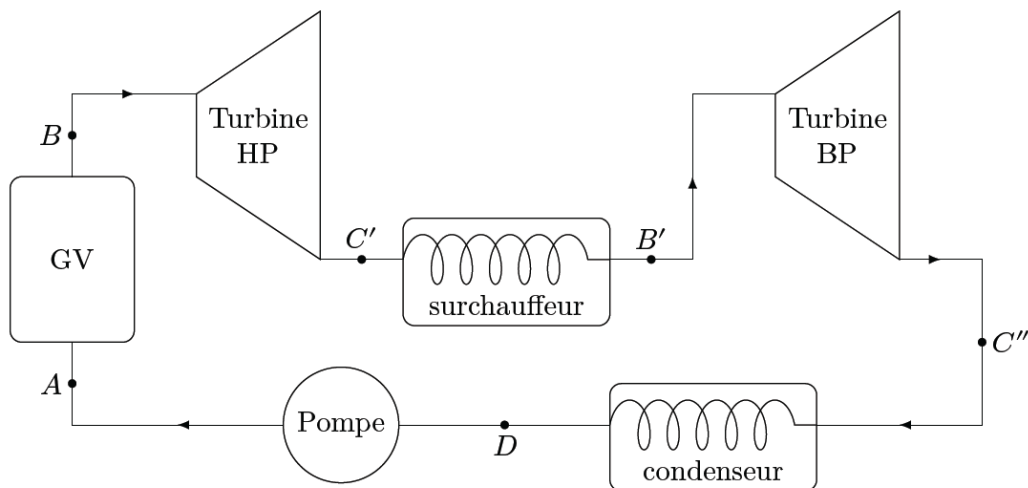 Turbine
HP
Turbine
BP
B
C′
B′
GV
surchauffeur
C″
A
Pompe
D
condenseur